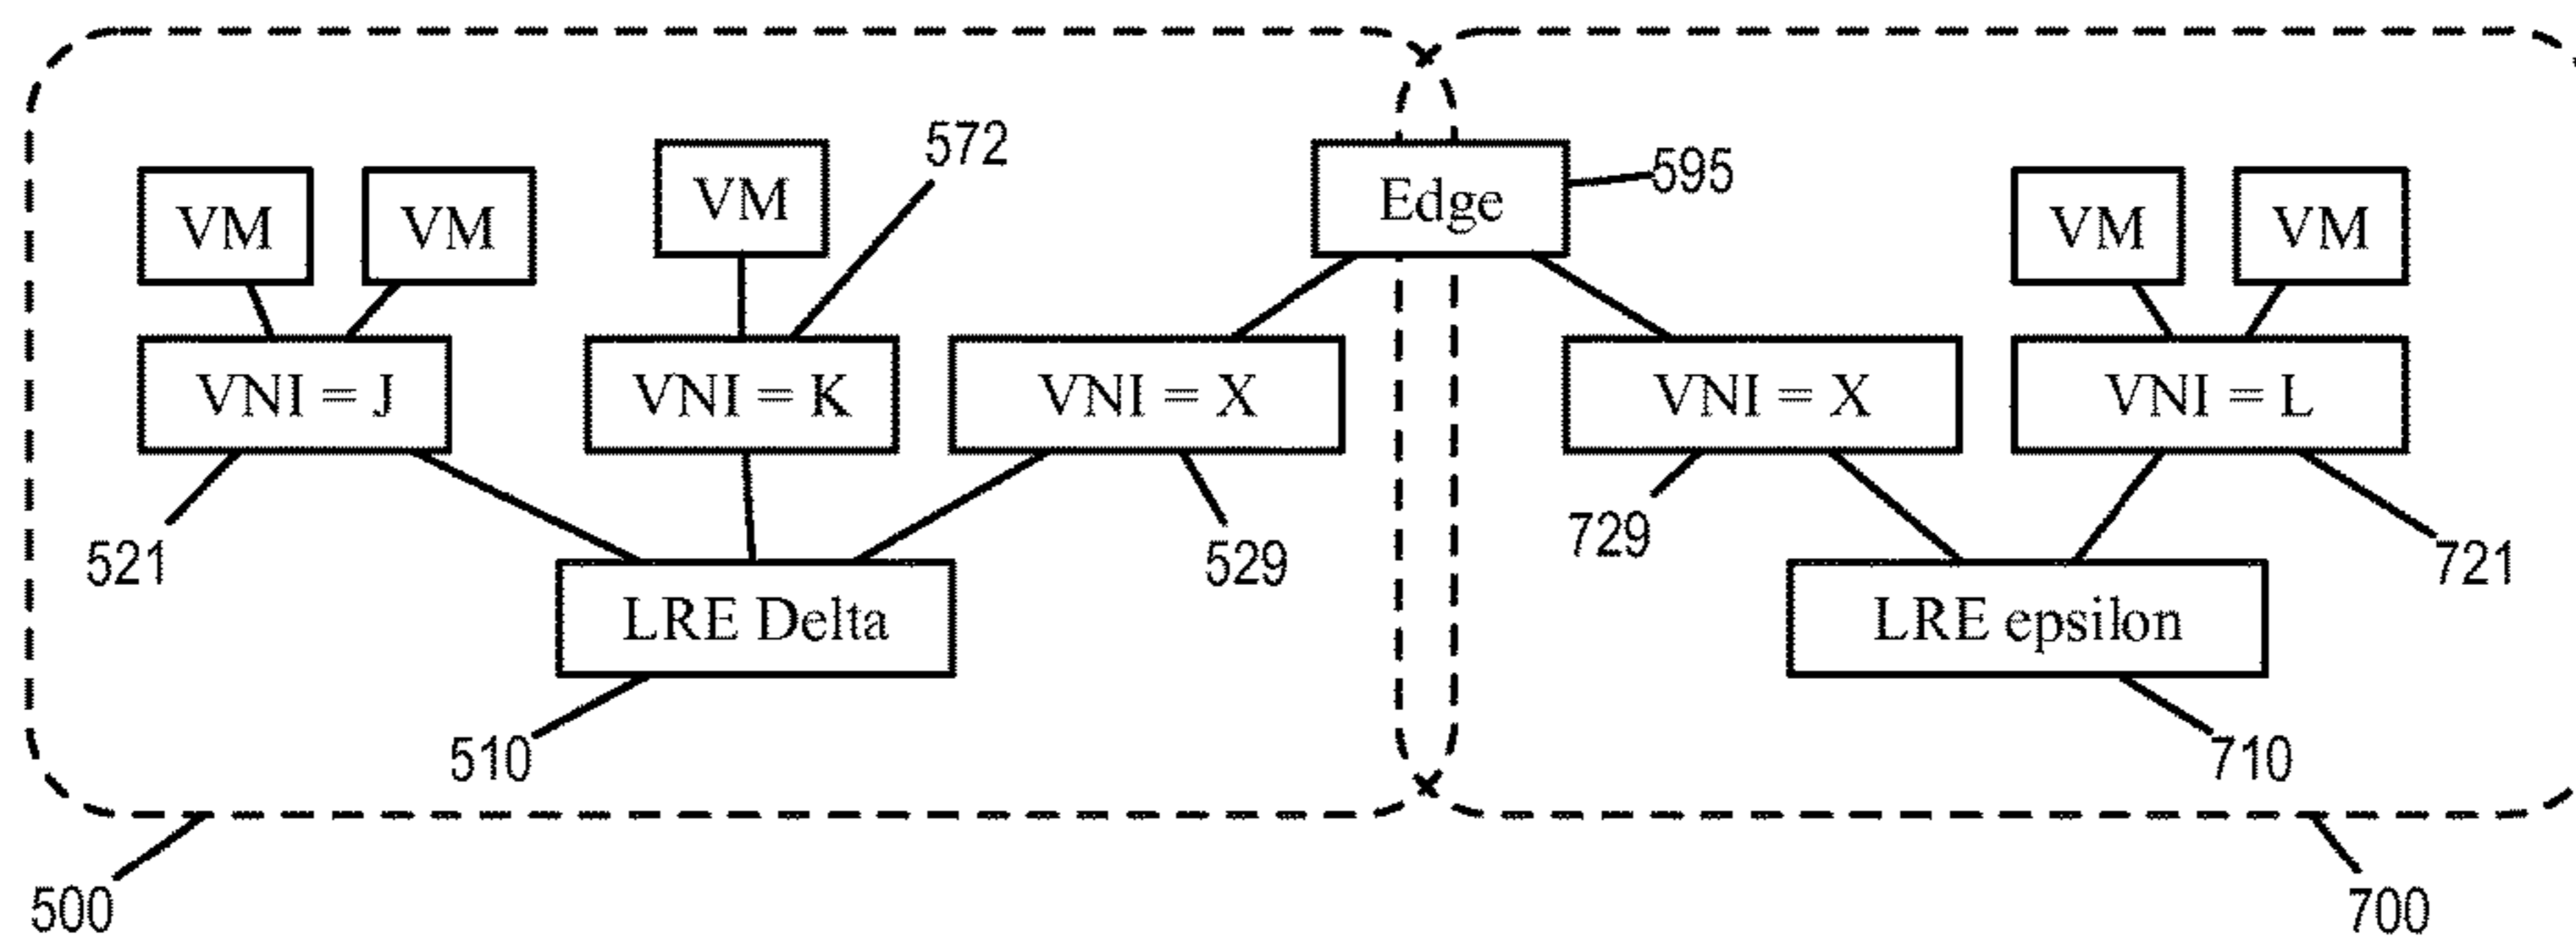 572
VM
VM
VM
Edge
595
VM
VM
VNI = J
VNI = K
VNI = X
VNI = X
VNI = L
521
529
729
721
LRE Delta
LRE epsilon
510
710
500
700